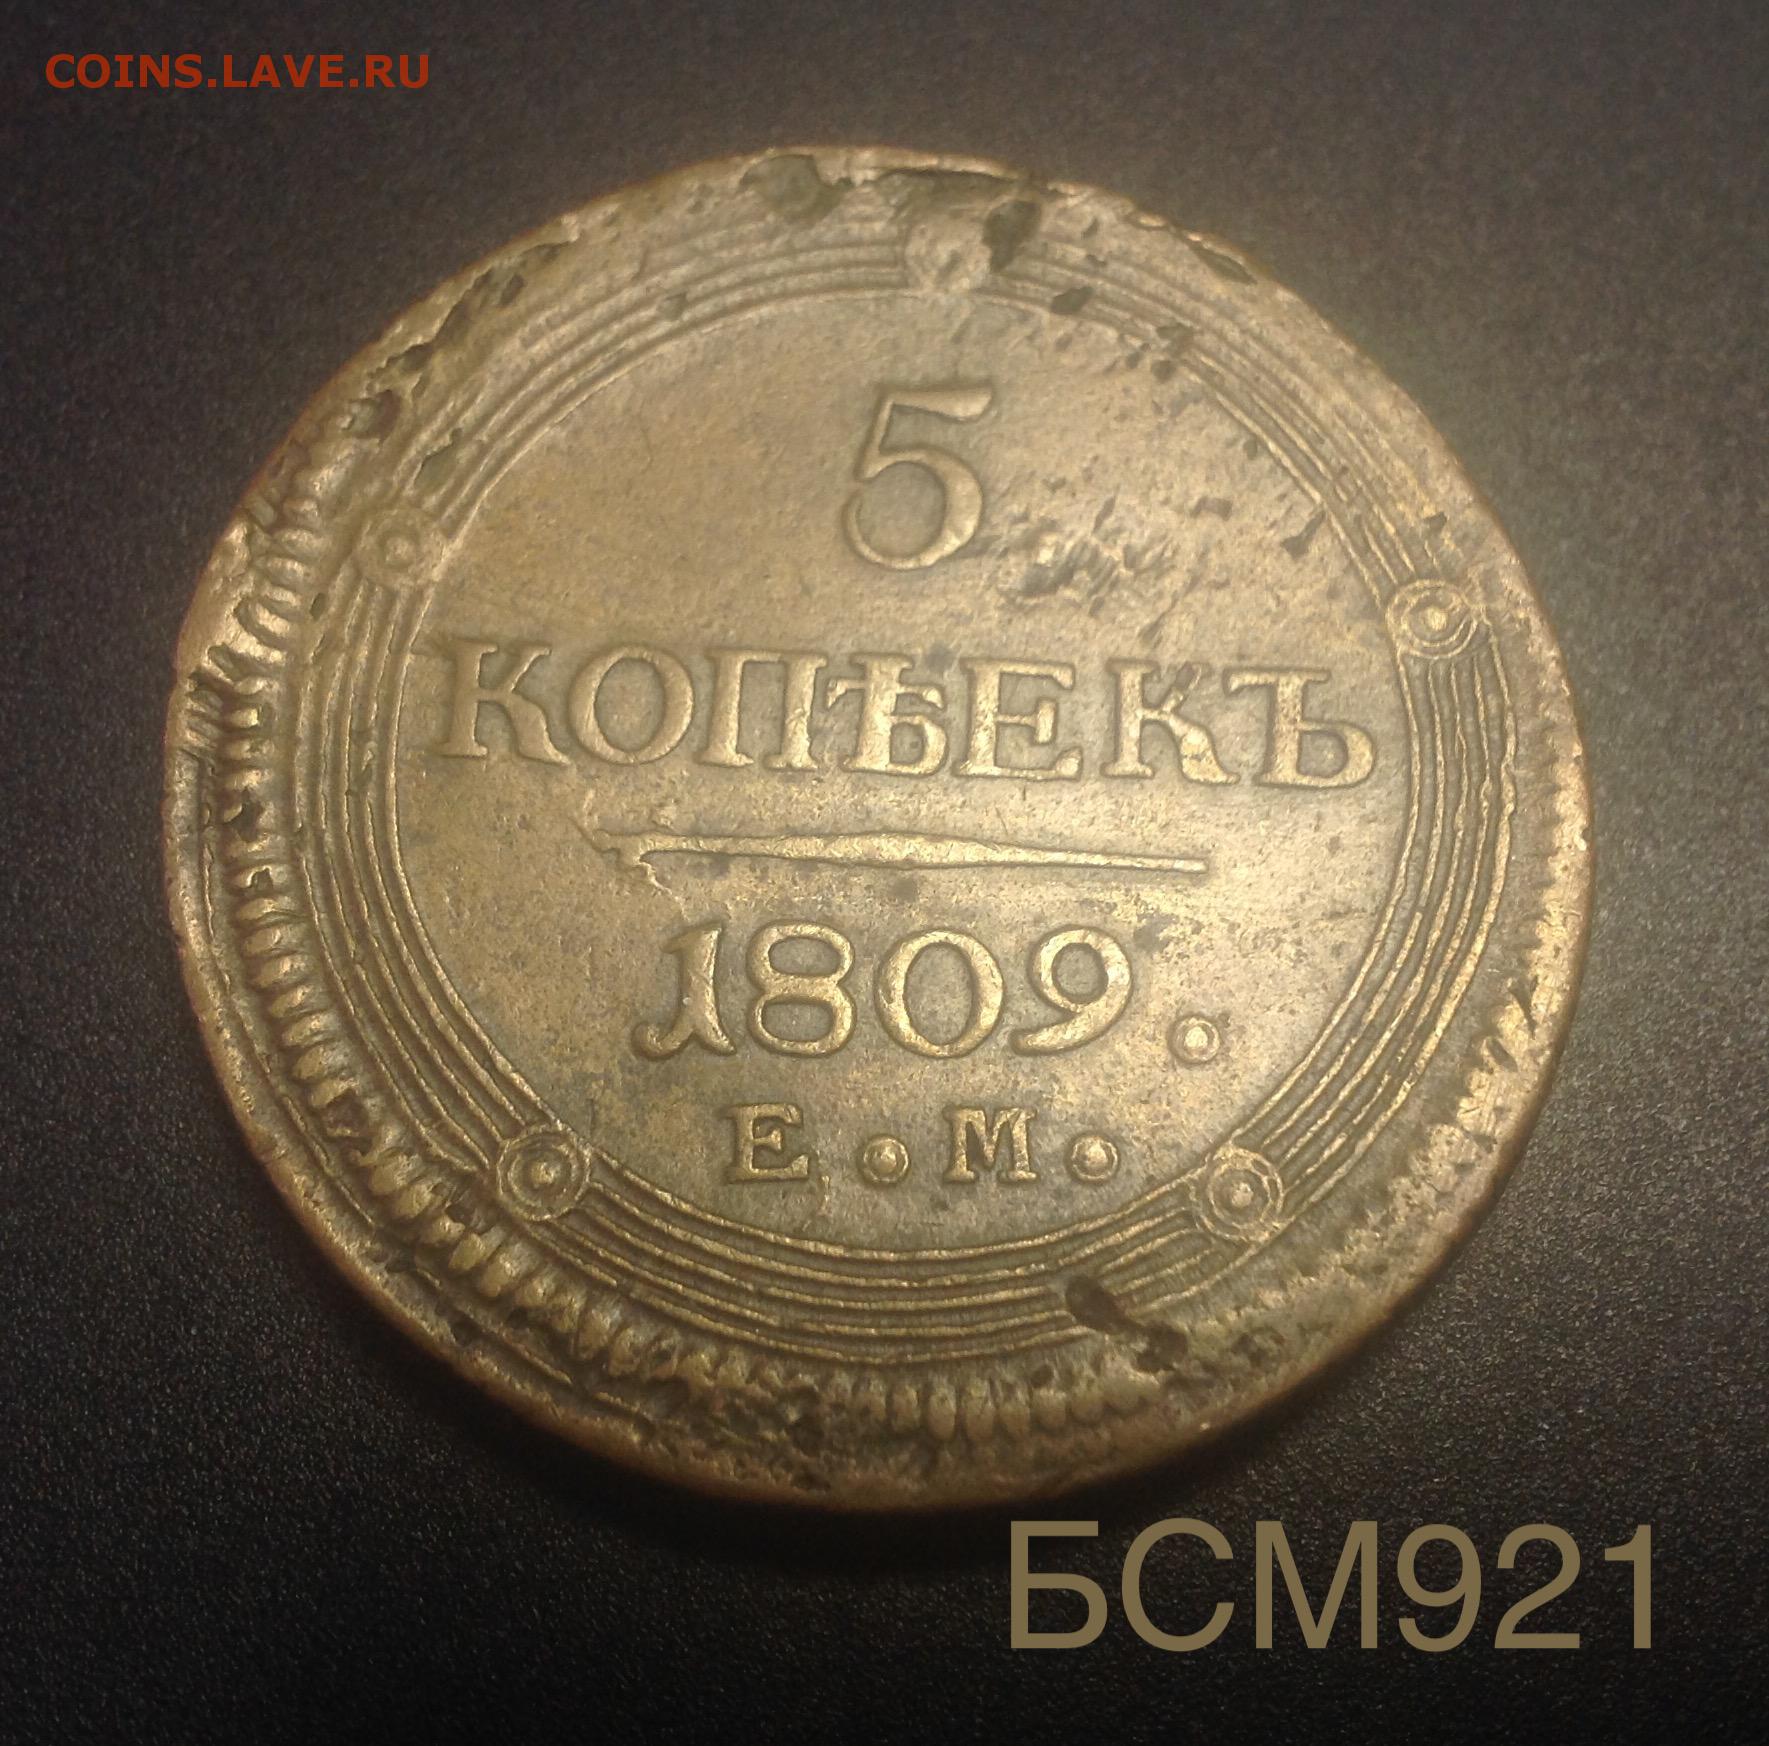 COINS.LAVE.RU
5
КОПѢЕКЪ
1809.
Е.М.
БСМ921